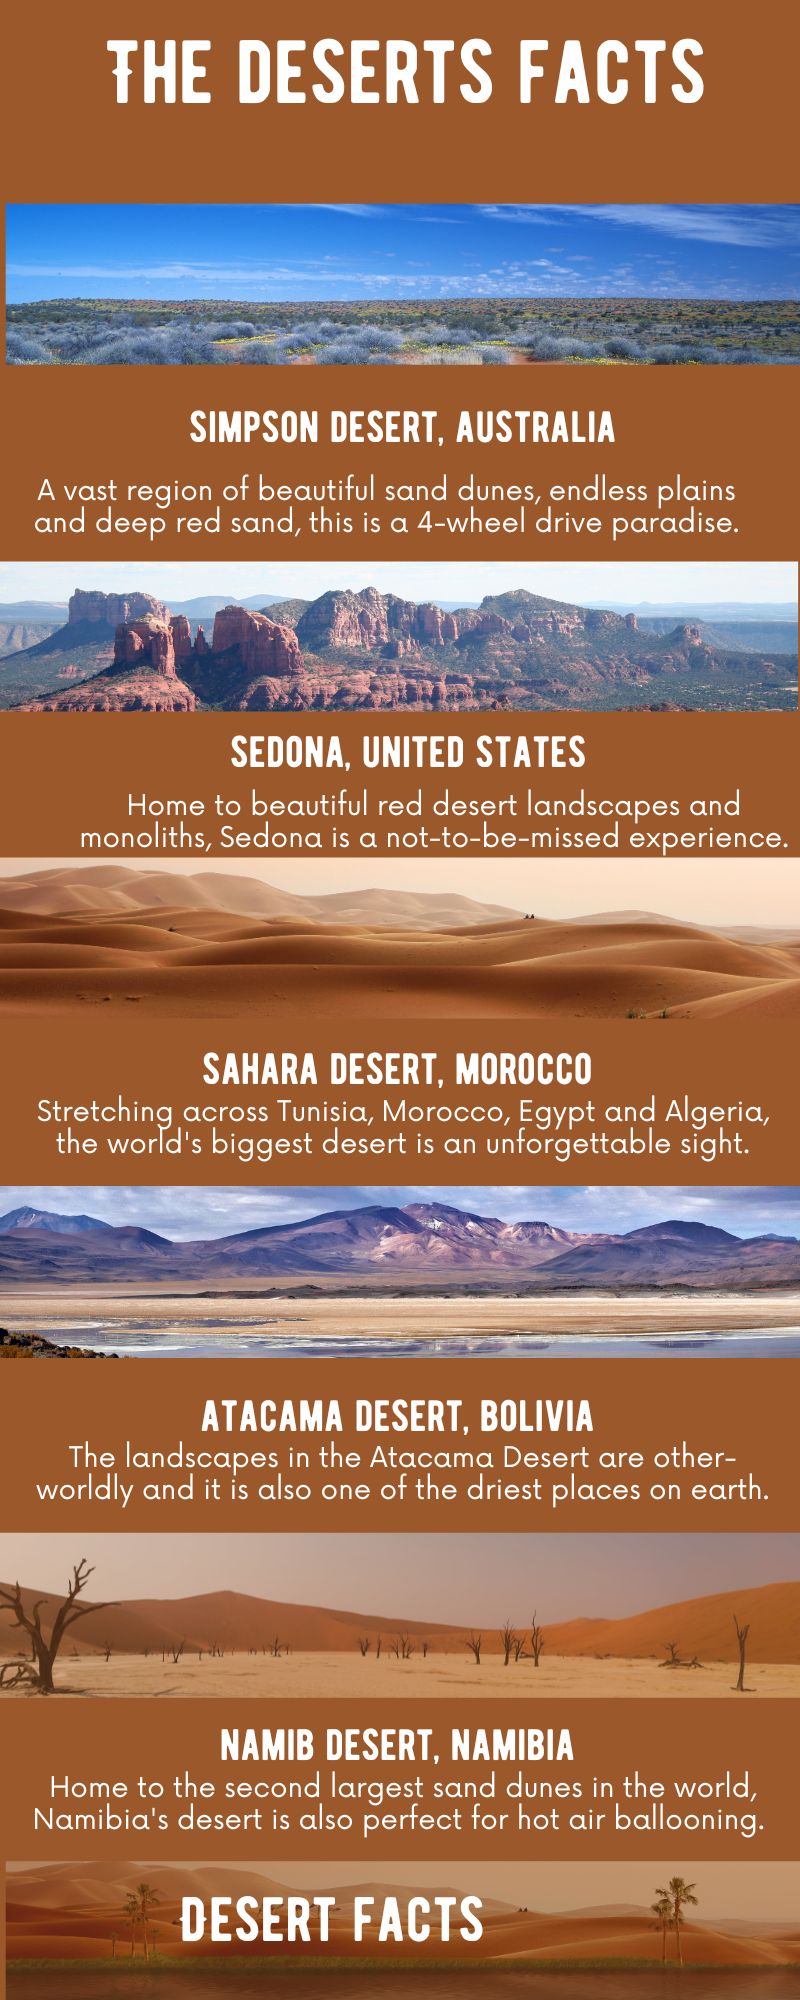 THE DESERTS FACTS
SIMPSON DESERT, AUSTRALIA
A vast region of beautiful sand dunes, endless plains
and deep red sand, this is a 4-wheel drive paradise.
SEDONA, UNITED STATES
Home to beautiful red desert landscapes and
monoliths, Sedona is a not-to-be-missed experience.
SAHARA DESERT, MOROCCO
Stretching across Tunisia, Morocco, Egypt and Algeria,
the world's biggest desert is an unforgettable sight.
ATACAMA DESERT, BOLIVIA
The landscapes in the Atacama Desert are other-
worldly and it is also one of the driest places on earth.
NAMIB DESERT, NAMIBIA
Home to the second largest sand dunes in the world,
Namibia's desert is also perfect for hot air ballooning.
DESERT FACTS